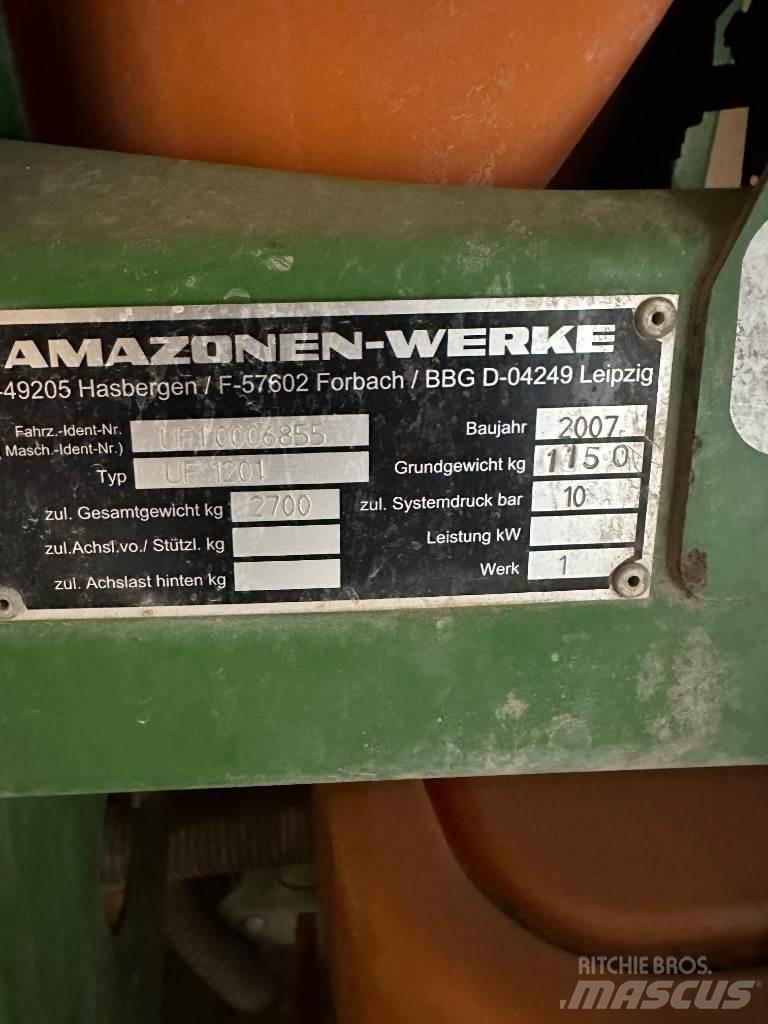 AMAZONEN-WERKE
-49205 Hasbergen / F-57602 Forbach / BBG D-04249 Leipzig
Fahrz.-Ident-Nr.
Masch.-Ident-Nr.) UF10006855
Typ UF 1201
zul. Gesamtgewicht kg 2700
zul.Achsl.vo./ Stützl. kg
zul. Achslast hinten kg
Baujahr 2007
Grundgewicht kg 1150
zul. Systemdruck bar 10
Leistung kW
Werk 1
RITCHIE BROS.
MASCUS